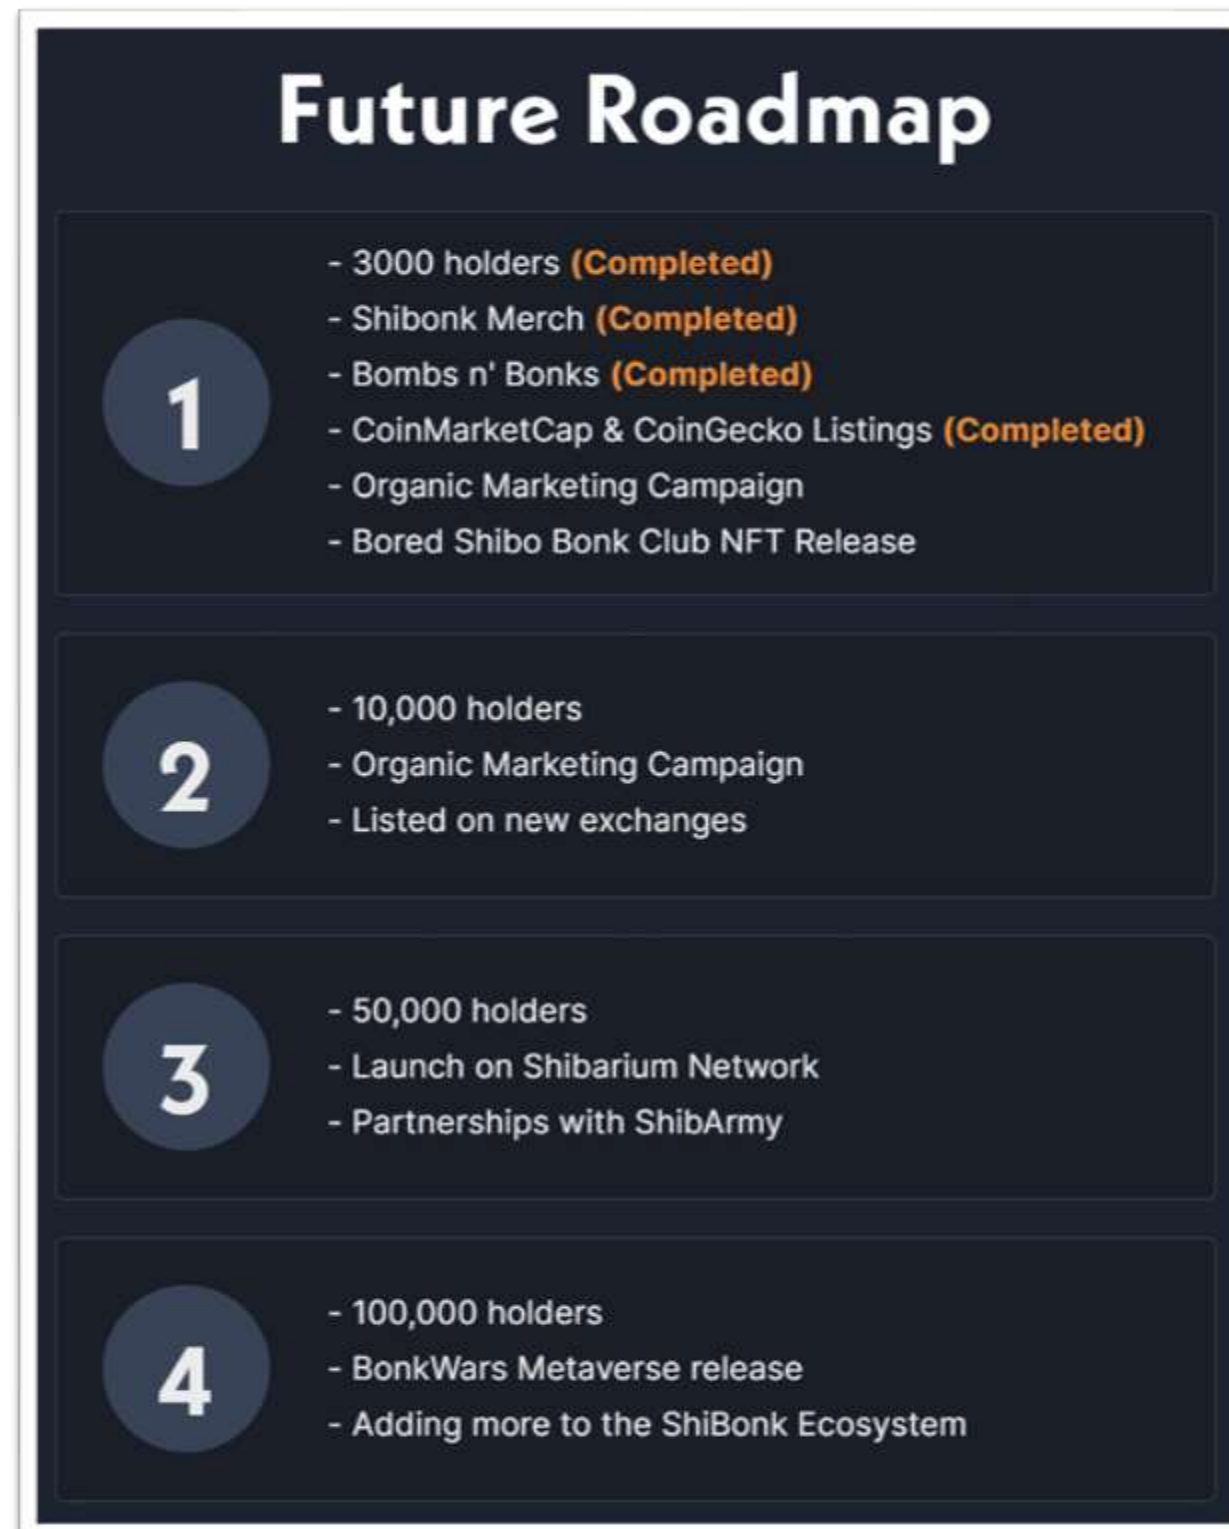 Future Roadmap
1
- 3000 holders (Completed)
- Shibonk Merch (Completed)
- Bombs n' Bonks (Completed)
- CoinMarketCap & CoinGecko Listings (Completed)
- Organic Marketing Campaign
- Bored Shibo Bonk Club NFT Release
2
- 10,000 holders
- Organic Marketing Campaign
- Listed on new exchanges
3
- 50,000 holders
- Launch on Shibarium Network
- Partnerships with ShibArmy
4
- 100,000 holders
- BonkWars Metaverse release
- Adding more to the ShiBonk Ecosystem